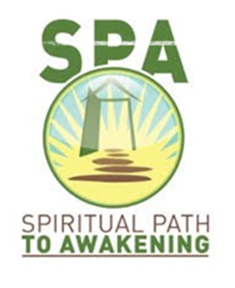 SPA
SPIRITUAL PATH
TO AWAKENING